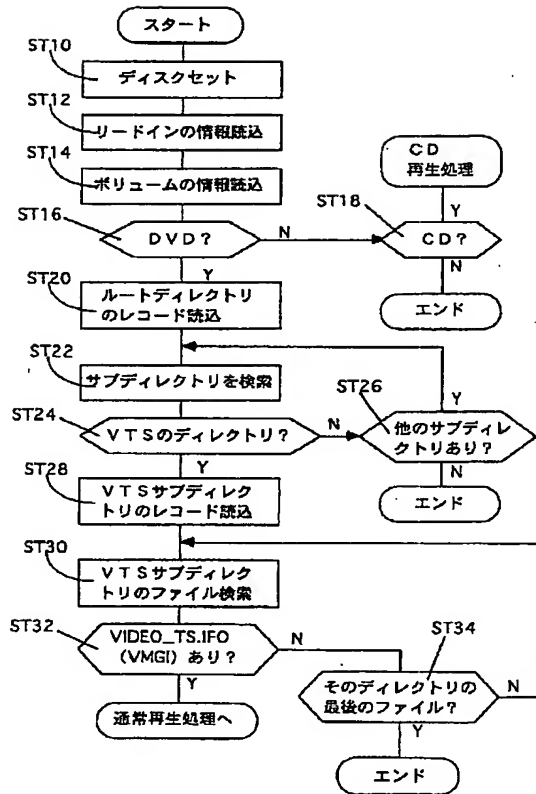 スタート
ST10
ディスクセット
ST12
リードインの情報読込
ST14
ボリュームの情報読込
ST16
DVD?
N
Y
CD
再生処理
Y
ST18
CD?
N
エンド
ST20
ルートディレクトリ
のレコード読込
ST22
サブディレクトリを検索
ST24
VTSのディレクトリ?
N
Y
ST26
Y
他のサブディレ
クトリあり?
N
エンド
ST28
VTSサブディレク
トリのレコード読込
ST30
VTSサブディレク
トリのファイル検索
ST32
VIDEO_TS.IFO
(VMGI)あり?
N
Y
通常再生処理へ
ST34
そのディレクトリの
最後のファイル?
N
Y
エンド